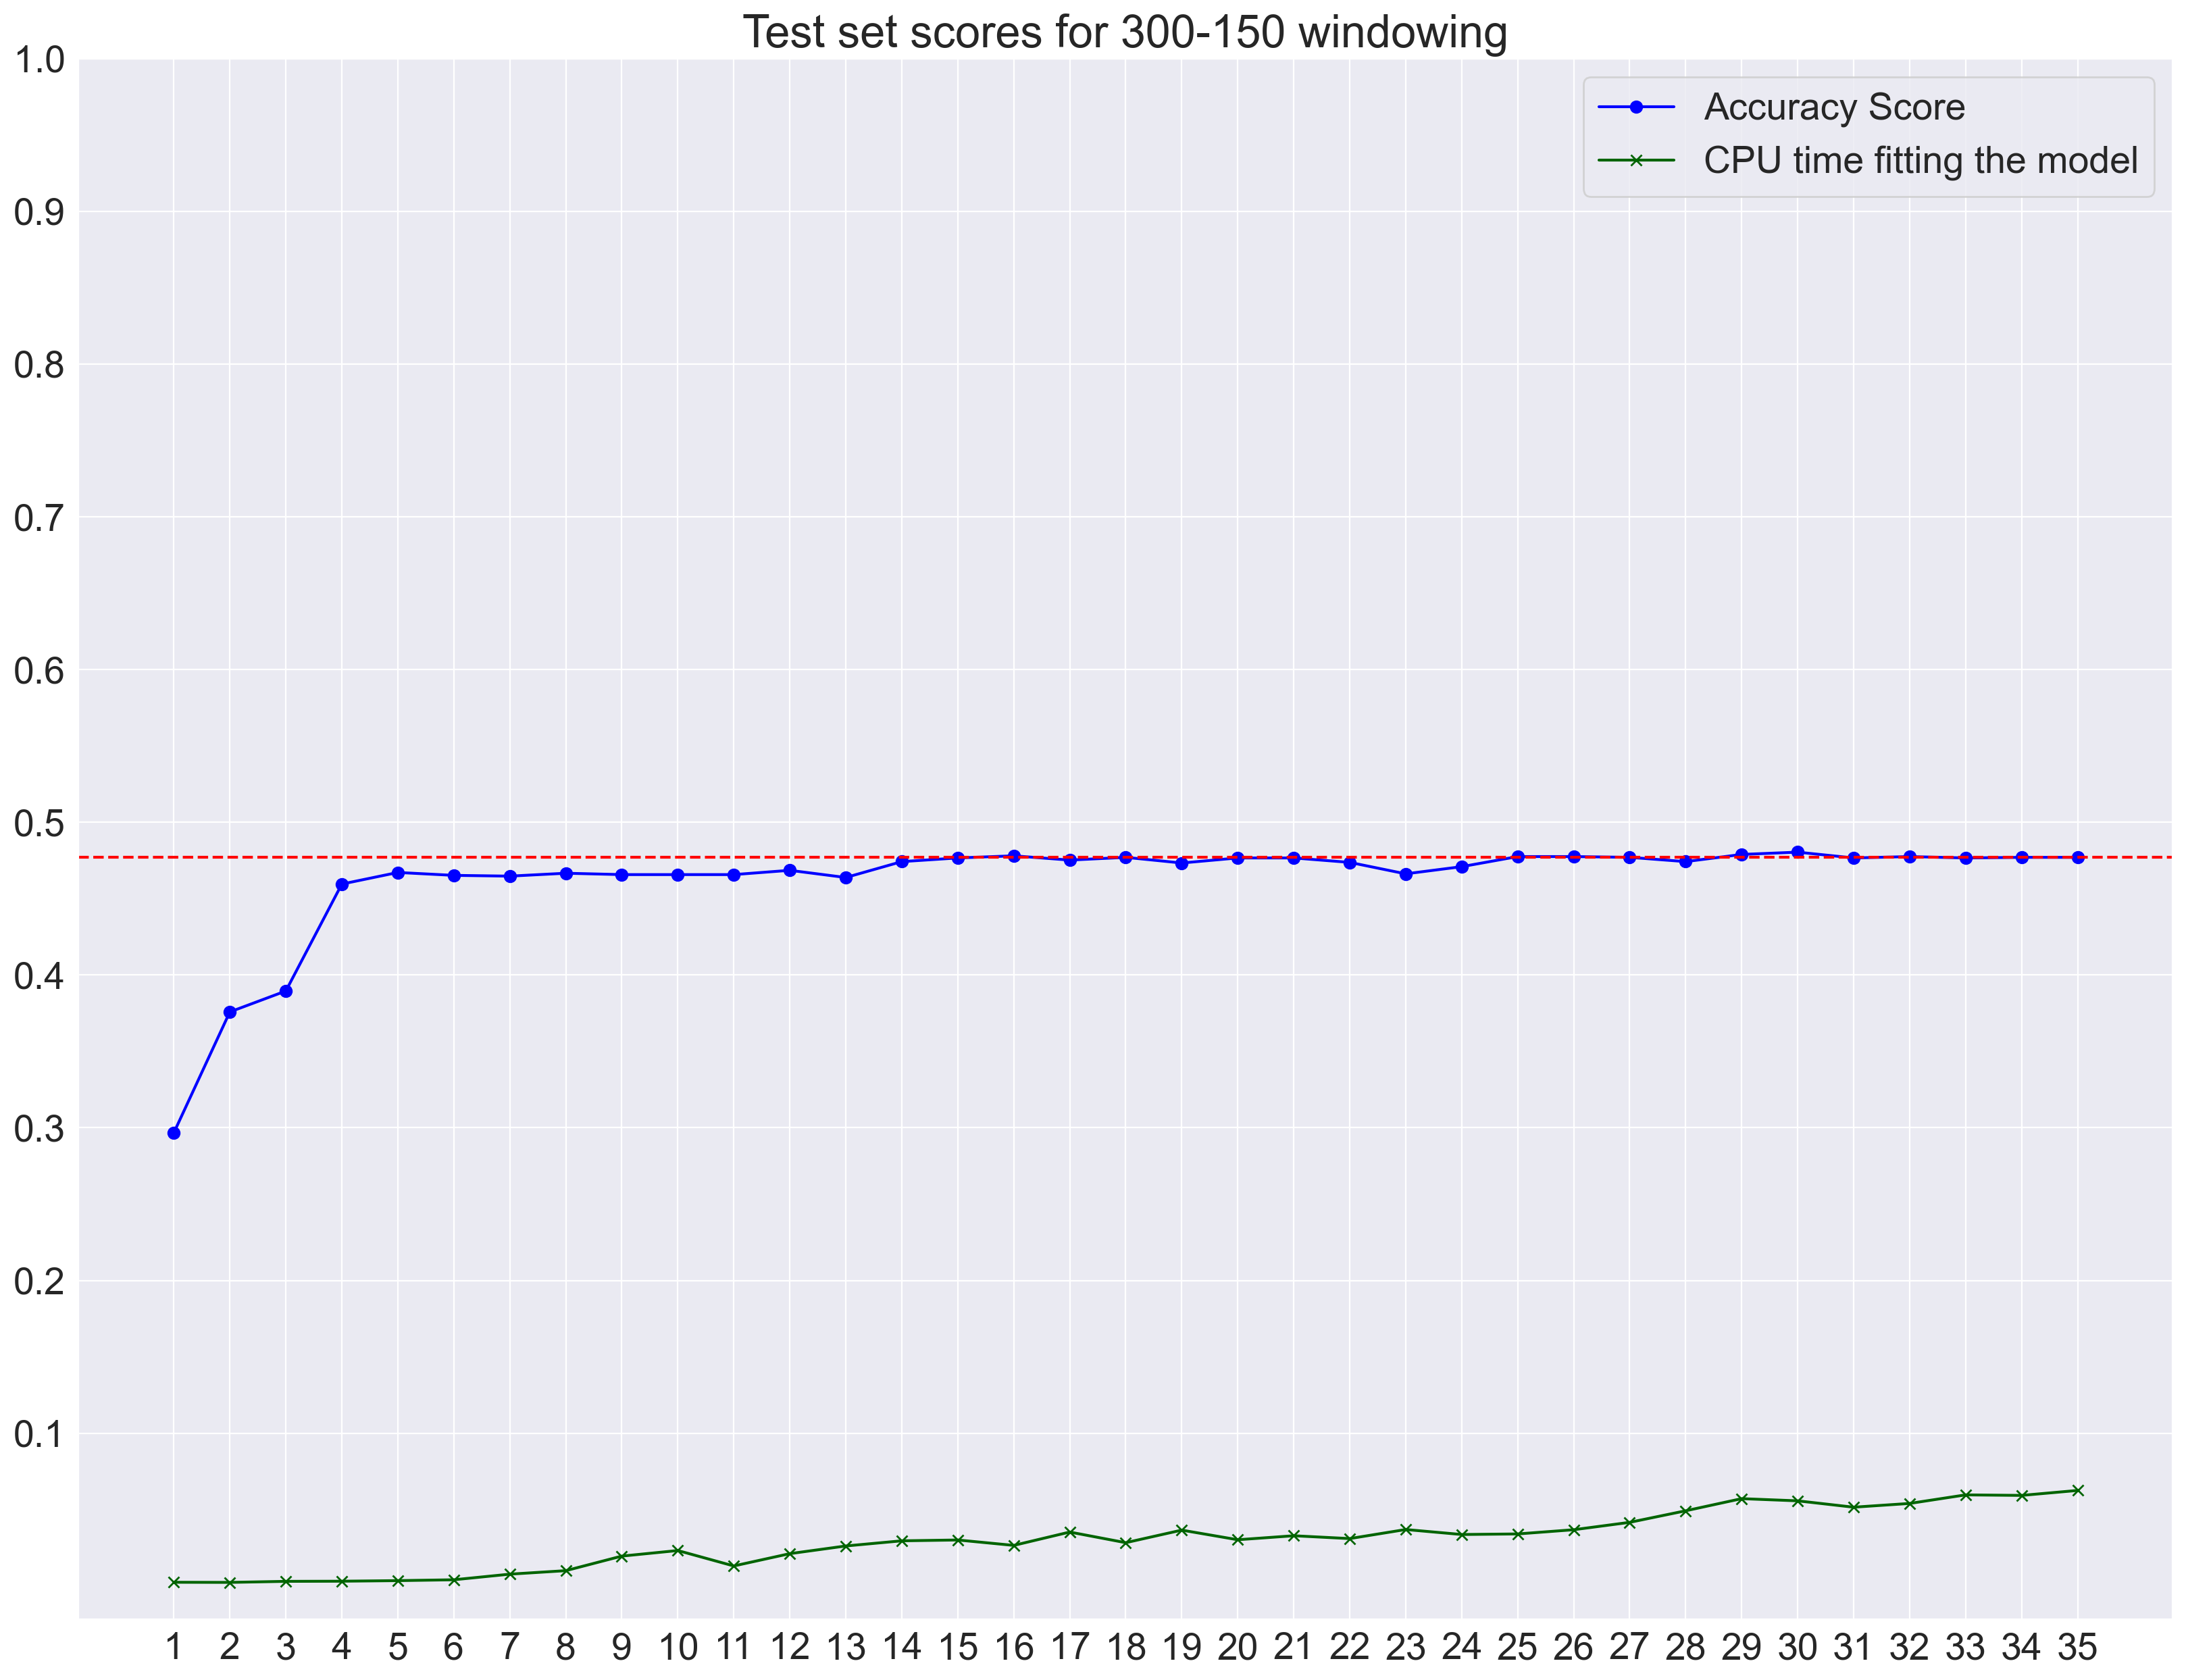 Test set scores for 300-150 windowing
1.0
0.9
0.8
0.7
0.6
0.5
0.4
0.3
0.2
0.1
Accuracy Score
CPU time fitting the model
1 2 3 4 5 6 7 8 9 10 11 12 13 14 15 16 17 18 19 20 21 22 23 24 25 26 27 28 29 30 31 32 33 34 35